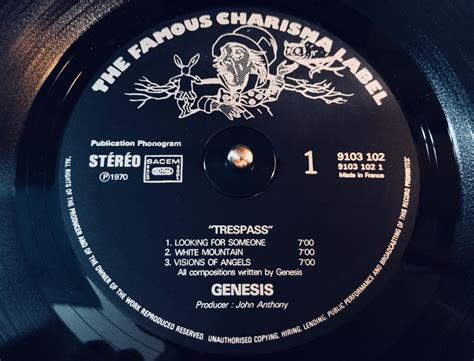 THE FAMOUS CHARISMA LABEL
Publication Phonogram
STÉRÉO
Ⓟ1970
SACEM
1
9103 102
9103 102 1
Made in France
"TRESPASS"
1. LOOKING FOR SOMEONE 7'00
2. WHITE MOUNTAIN 7'00
3. VISIONS OF ANGELS 7'00
All compositions written by Genesis
GENESIS
Producer : John Anthony
"ALL RIGHTS OF THE PRODUCER AND OF THE OWNER OF THE WORK REPRODUCED RESERVED. UNAUTHORISED COPYING, HIRING, LENDING, PUBLIC PERFORMANCE AND BROADCASTING OF THIS RECORD PROHIBITED"